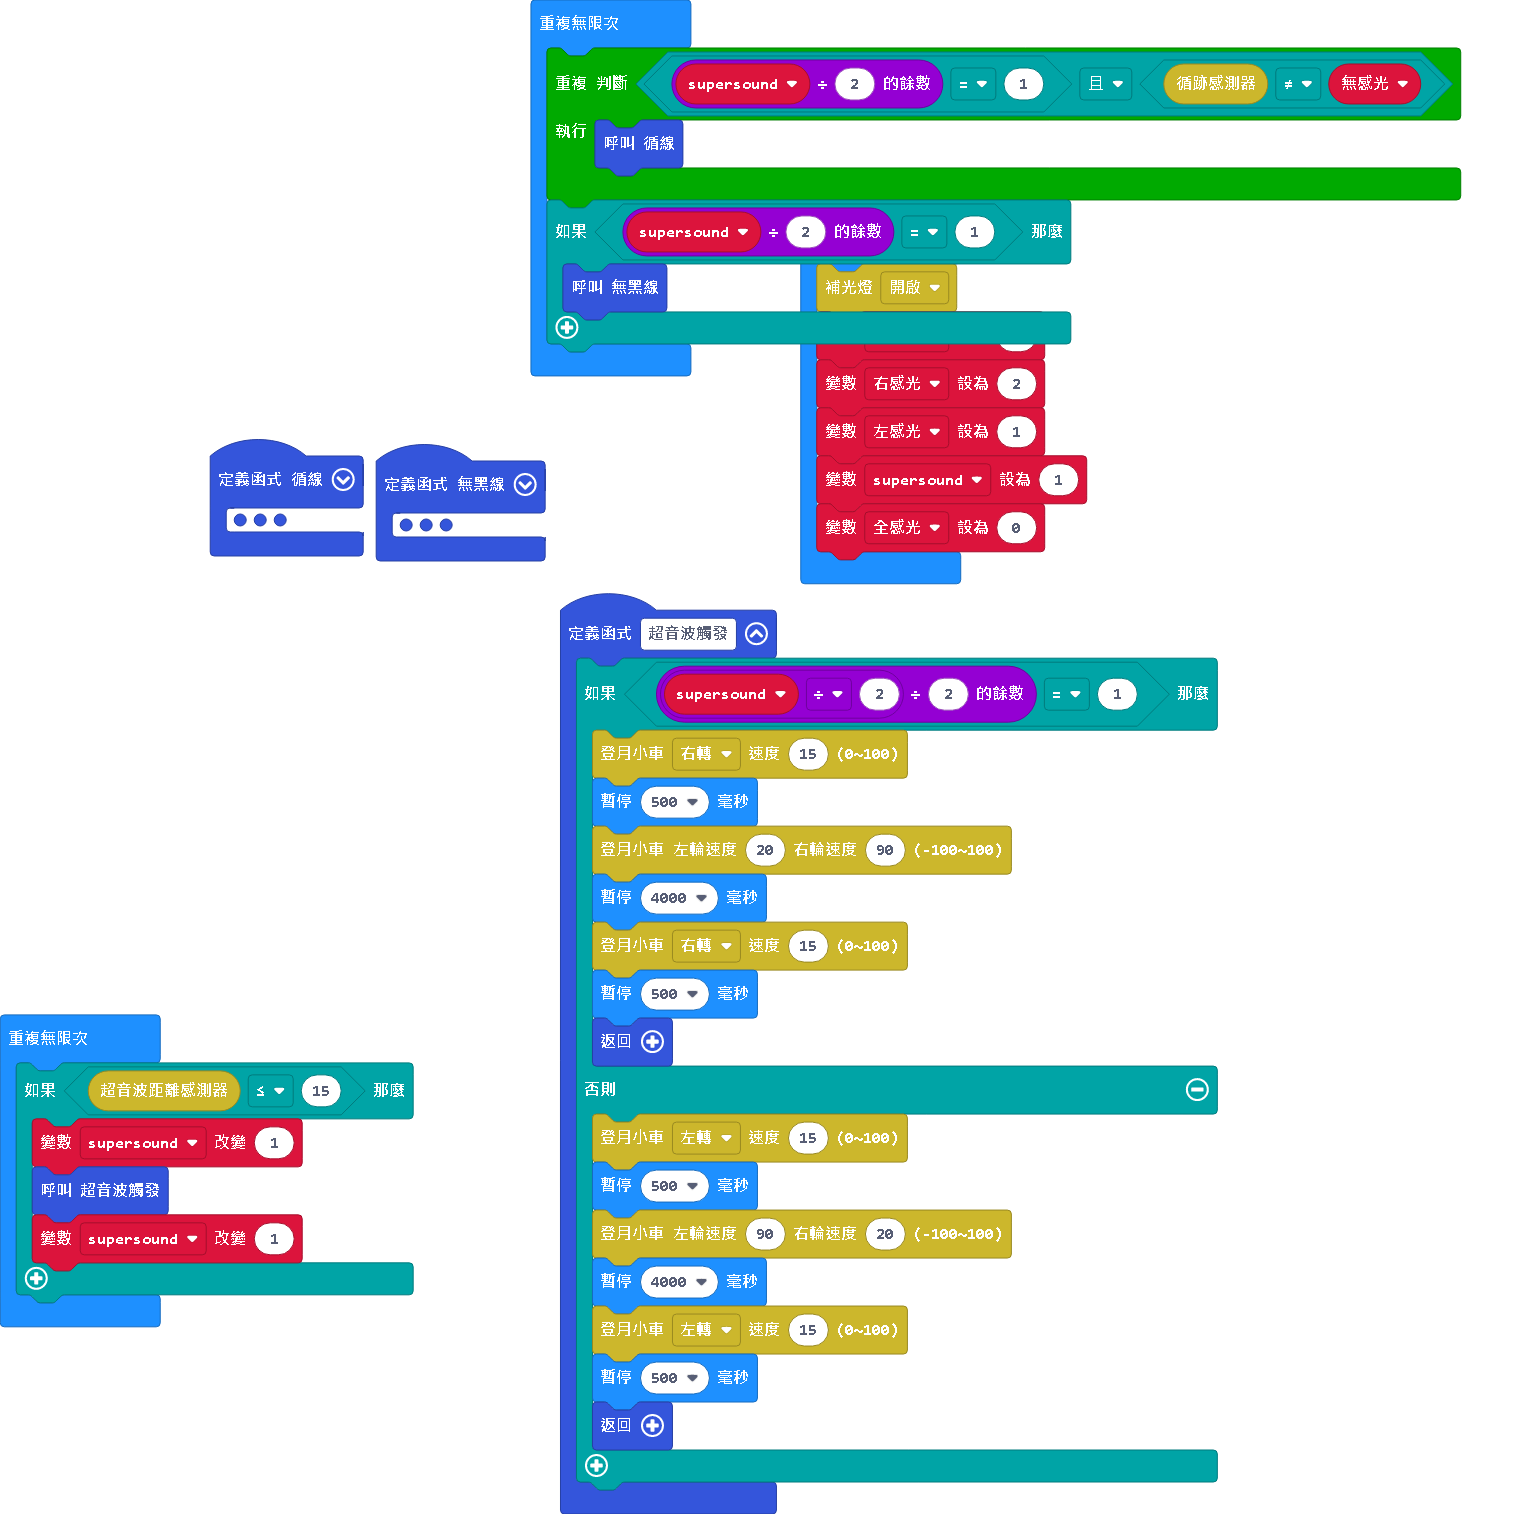 重複無限次
重複 判斷 supersound ÷ 2 的餘數 = 1 且 循跡感測器 ≠ 無感光
執行 呼叫 循線
如果 supersound ÷ 2 的餘數 = 1 那麼
呼叫 無黑線
補光燈 開啟
變數 右感光 設為 2
變數 左感光 設為 1
變數 supersound 設為 1
變數 全感光 設為 0
定義函式 循線
定義函式 無黑線
定義函式 超音波觸發
如果 supersound ÷ 2 ÷ 2 的餘數 = 1 那麼
登月小車 右轉 速度 15 (0~100)
暫停 500 毫秒
登月小車 左輪速度 20 右輪速度 90 (-100~100)
暫停 4000 毫秒
登月小車 右轉 速度 15 (0~100)
暫停 500 毫秒
返回
否則
登月小車 左轉 速度 15 (0~100)
暫停 500 毫秒
登月小車 左輪速度 90 右輪速度 20 (-100~100)
暫停 4000 毫秒
登月小車 左轉 速度 15 (0~100)
暫停 500 毫秒
返回
重複無限次
如果 超音波距離感測器 ≤ 15 那麼
變數 supersound 改變 1
呼叫 超音波觸發
變數 supersound 改變 1